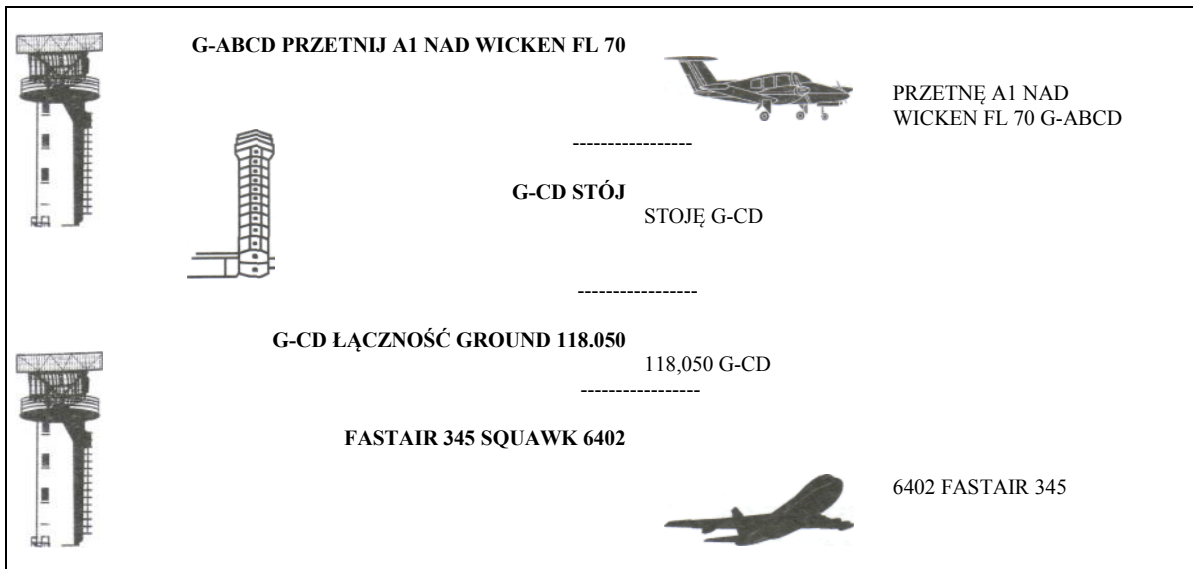 G-ABCD PRZETNIJ A1 NAD WICKEN FL 70
PRZETNĘ A1 NAD
WICKEN FL 70 G-ABCD
-----------------
G-CD STÓJ
STOJĘ G-CD
-----------------
G-CD ŁĄCZNOŚĆ GROUND 118.050
118,050 G-CD
-----------------
FASTAIR 345 SQUAWK 6402
6402 FASTAIR 345